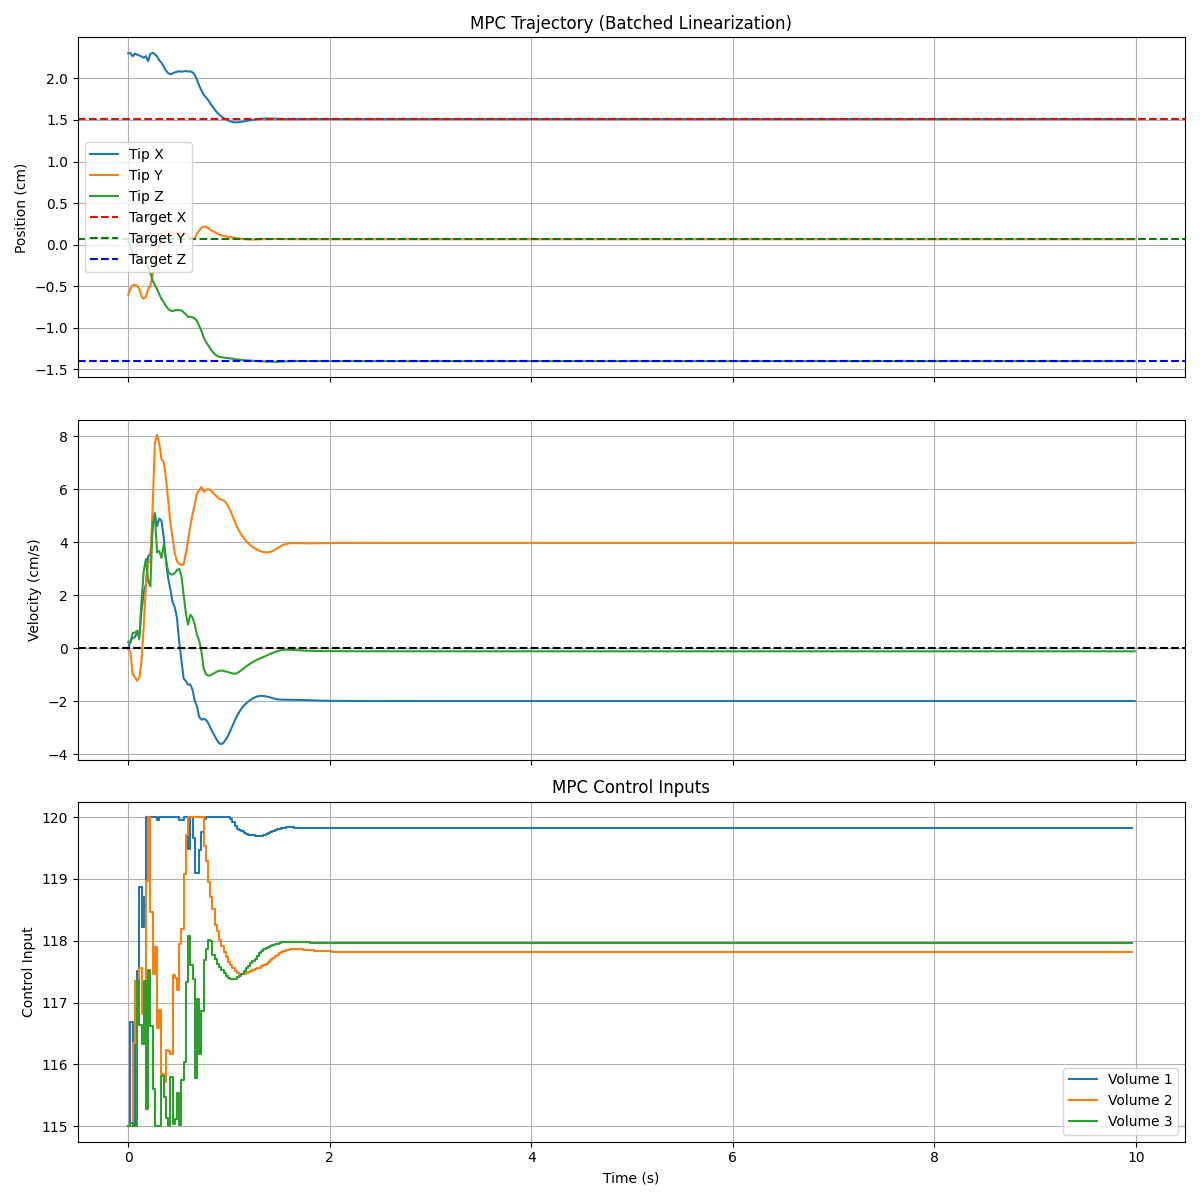 MPC Trajectory (Batched Linearization)
Position (cm)
2.0
1.5
1.0
0.5
0.0
−0.5
−1.0
−1.5
Tip X
Tip Y
Tip Z
Target X
Target Y
Target Z
Velocity (cm/s)
8
6
4
2
0
−2
−4
MPC Control Inputs
Control Input
120
119
118
117
116
115
Volume 1
Volume 2
Volume 3
0 2 4 6 8 10
Time (s)